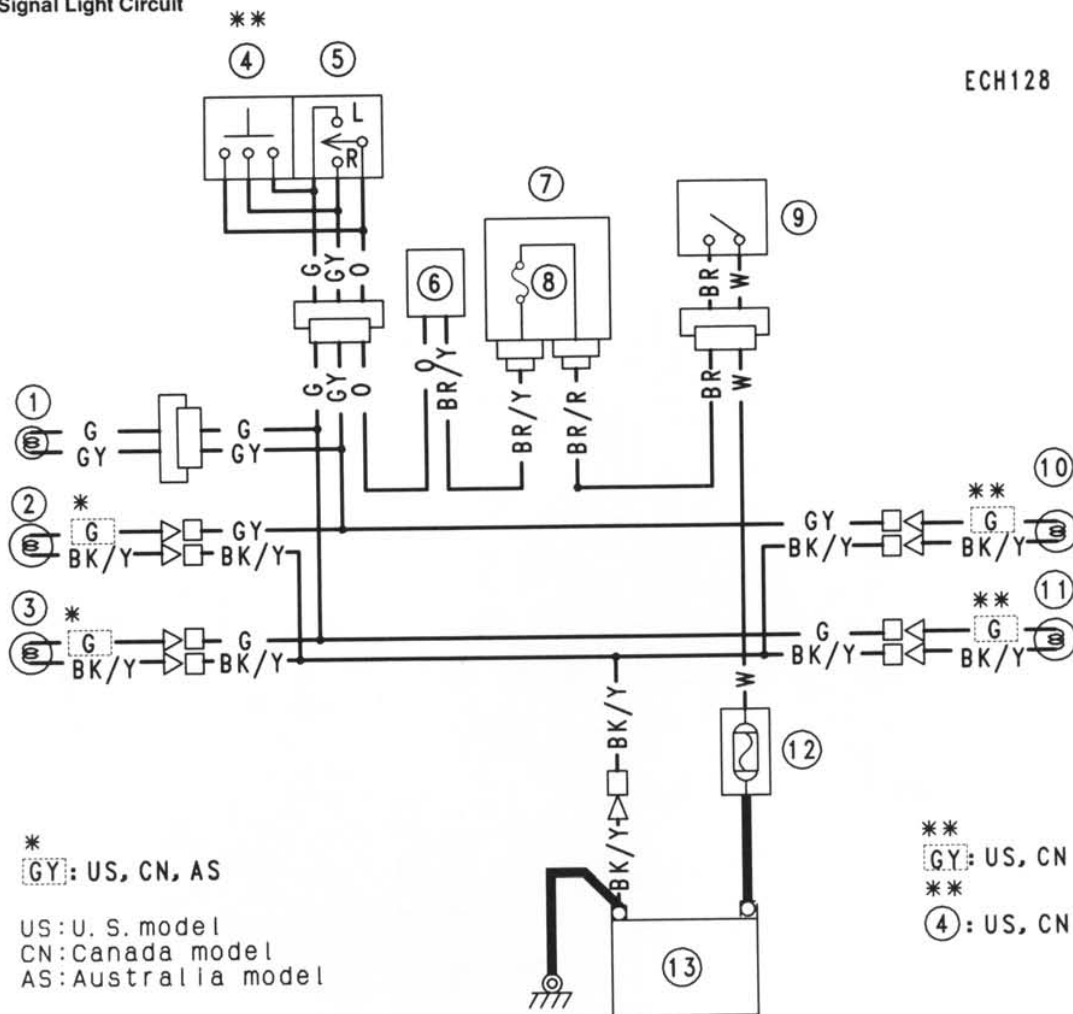 Signal Light Circuit
**
4 5
ECH128
L
R
7
9
6
8
G GY O
BR W
O BR/Y
BR/Y BR/R
G GY O
BR W
1
G G
GY GY
10
2 * **
G GY GY G
BK/Y BK/Y BK/Y BK/Y
11
3 * **
G G G G
BK/Y BK/Y BK/Y BK/Y
BK/Y
W
12
BK/Y
*
GY: US, CN, AS
**
GY: US, CN
**
4: US, CN
US: U. S. model
CN: Canada model
AS: Australia model
13